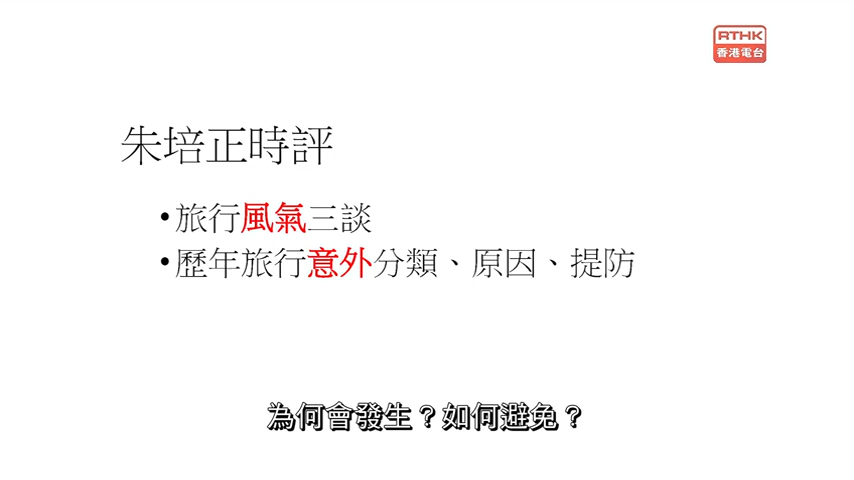 RTHK
香港電台
朱培正時評
•旅行風氣三談
•歷年旅行意外分類、原因、提防
為何會發生？如何避免？